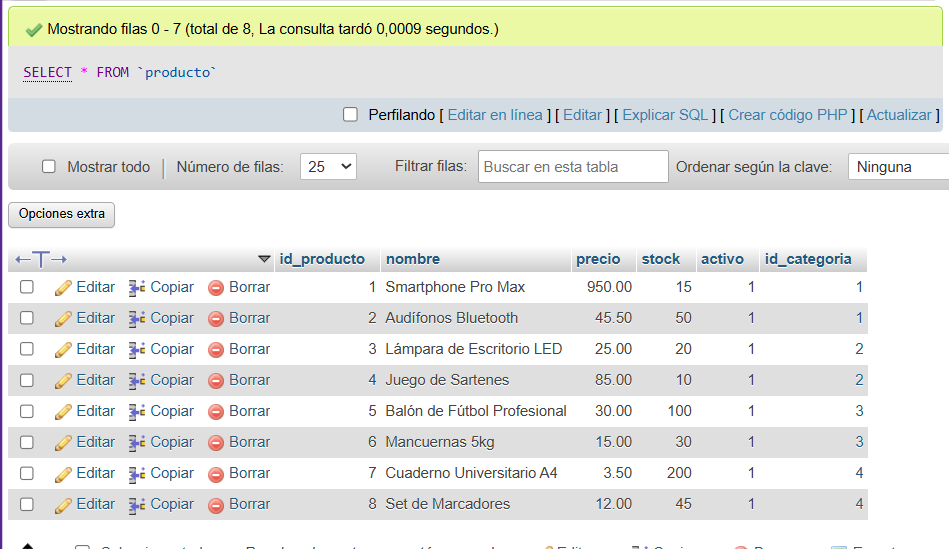 Mostrando filas 0 - 7 (total de 8, La consulta tardó 0,0009 segundos.)
SELECT * FROM `producto`
Perfilando [ Editar en línea ] [ Editar ] [ Explicar SQL ] [ Crear código PHP ] [ Actualizar ]
Mostrar todo | Número de filas: 25 Filtrar filas: Buscar en esta tabla Ordenar según la clave: Ninguna
Opciones extra
←T→ id_producto nombre precio stock activo id_categoria
Editar Copiar Borrar 1 Smartphone Pro Max 950.00 15 1 1
Editar Copiar Borrar 2 Audífonos Bluetooth 45.50 50 1 1
Editar Copiar Borrar 3 Lámpara de Escritorio LED 25.00 20 1 2
Editar Copiar Borrar 4 Juego de Sartenes 85.00 10 1 2
Editar Copiar Borrar 5 Balón de Fútbol Profesional 30.00 100 1 3
Editar Copiar Borrar 6 Mancuernas 5kg 15.00 30 1 3
Editar Copiar Borrar 7 Cuaderno Universitario A4 3.50 200 1 4
Editar Copiar Borrar 8 Set de Marcadores 12.00 45 1 4